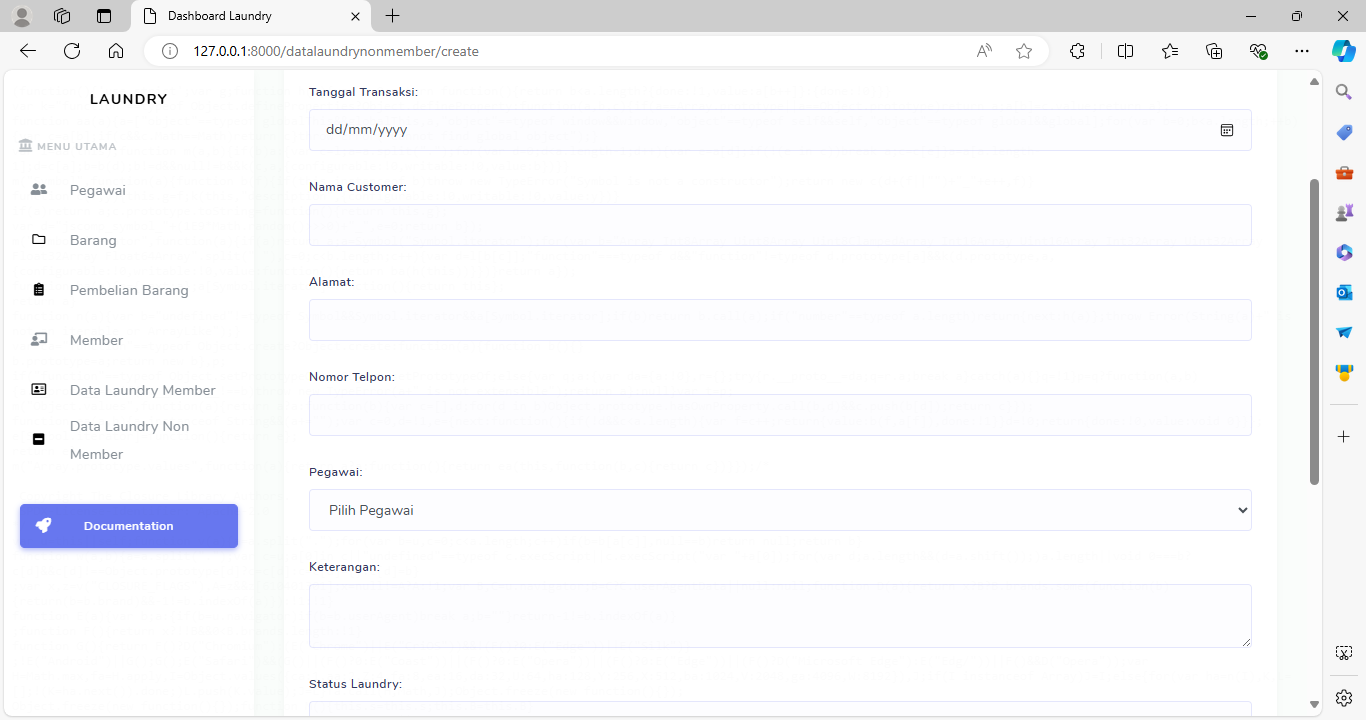 Dashboard Laundry
127.0.0.1:8000/datalaundrynonmember/create
LAUNDRY
MENU UTAMA
Pegawai
Barang
Pembelian Barang
Member
Data Laundry Member
Data Laundry Non
Member
Documentation
Tanggal Transaksi:
dd/mm/yyyy
Nama Customer:
Alamat:
Nomor Telpon:
Pegawai:
Pilih Pegawai
Keterangan:
Status Laundry: